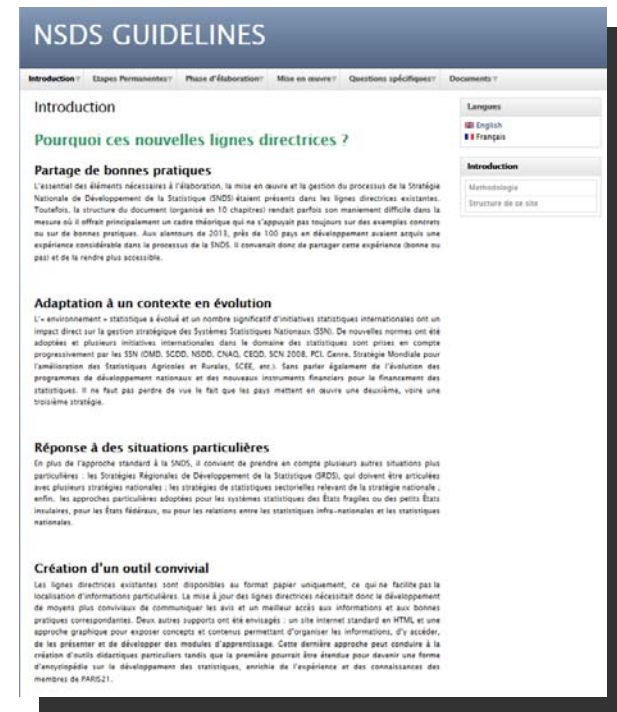 NSDS GUIDELINES
Introduction Etapes Permanentes Phase d'élaboration Mise en œuvre Questions spécifiques Documents
Introduction
Pourquoi ces nouvelles lignes directrices ?
Partage de bonnes pratiques
L'essentiel des éléments nécessaires à l'élaboration, la mise en œuvre et la gestion du processus de la Stratégie
Nationale de Développement de la Statistique (SNDS) étaient présents dans les lignes directrices existantes.
Toutefois, la structure du document (organisé en 10 chapitres) rendait parfois son maniement difficile dans la
mesure où il offrait principalement un cadre théorique qui ne s'appuyait pas toujours sur des exemples concrets
ou sur de bonnes pratiques. Aux alentours de 2013, près de 100 pays en développement avaient acquis une
expérience considérable dans le processus de la SNDS. Il convenait donc de partager cette expérience (bonne ou
pas) et de la rendre plus accessible.
Adaptation à un contexte en évolution
L'« environnement » statistique a évolué et un nombre significatif d'initiatives statistiques internationales ont un
impact direct sur la gestion stratégique des Systèmes Statistiques Nationaux (SSN). De nouvelles normes ont été
adoptées et plusieurs initiatives internationales dans le domaine des statistiques sont prises en compte
progressivement par les SSN (OMD, SGDD, NSDD, CNAQ, CEQD, SCN 2008, PCI, Genre, Stratégie Mondiale pour
l'amélioration des Statistiques Agricoles et Rurales, SCEE, etc.). Sans parler également de l'évolution des
programmes de développement nationaux et des nouveaux instruments financiers pour le financement des
statistiques. Il ne faut pas perdre de vue le fait que les pays mettent en œuvre une deuxième, voire une
troisième stratégie.
Réponse à des situations particulières
En plus de l'approche standard à la SNDS, il convient de prendre en compte plusieurs autres situations plus
particulières : les Stratégies Régionales de Développement de la Statistique (SRDS), qui doivent être articulées
avec plusieurs stratégies nationales ; les stratégies de statistiques sectorielles relevant de la stratégie nationale ;
enfin, les approches particulières adoptées pour les systèmes statistiques des États fragiles ou des petits États
insulaires, pour les États fédéraux, ou pour les relations entre les statistiques infra-nationales et les statistiques
nationales.
Création d'un outil convivial
Les lignes directrices existantes sont disponibles au format papier uniquement, ce qui ne facilite pas la
localisation d'informations particulières. La mise à jour des lignes directrices nécessitait donc le développement
de moyens plus conviviaux de communiquer les avis et un meilleur accès aux informations et aux bonnes
pratiques correspondantes. Deux autres supports ont été envisagés : un site internet standard en HTML et une
approche graphique pour exposer concepts et contenus permettant d'organiser les informations, d'y accéder,
de les présenter et de développer des modules d'apprentissage. Cette dernière approche peut conduire à la
création d'outils didactiques particuliers tandis que la première pourrait être étendue pour devenir une forme
d'encyclopédie sur le développement des statistiques, enrichie de l'expérience et des connaissances des
membres de PARIS21.
Langues
English
Français
Introduction
Methodologie
Structure de ce site